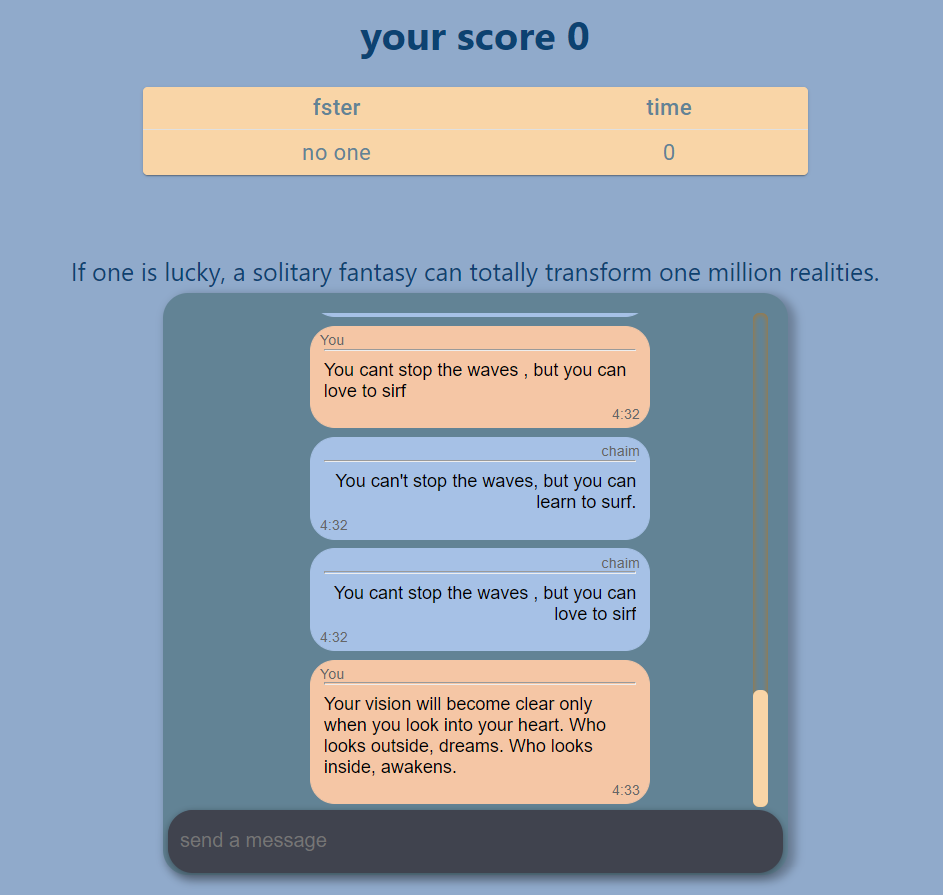 your score 0
fster time
no one 0
If one is lucky, a solitary fantasy can totally transform one million realities.
You
You cant stop the waves , but you can
love to sirf
4:32
chaim
You can't stop the waves, but you can
learn to surf.
4:32
chaim
You cant stop the waves , but you can
love to sirf
4:32
You
Your vision will become clear only
when you look into your heart. Who
looks outside, dreams. Who looks
inside, awakens.
4:33
send a message